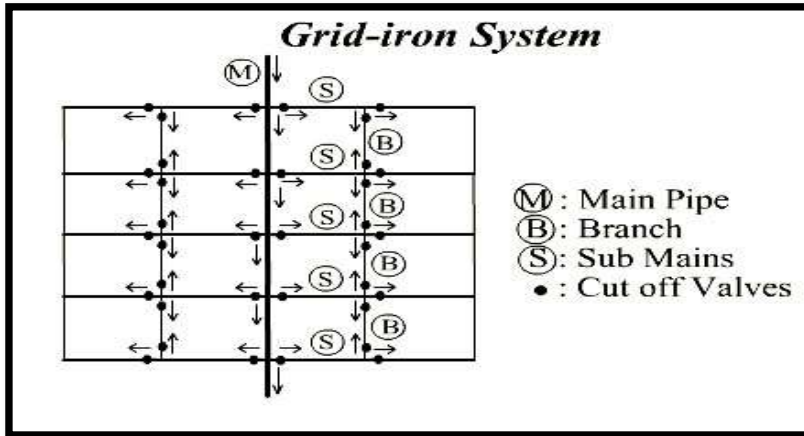 Grid-iron System
M
S
B
S
B
S
B
S
B
S
M : Main Pipe
B : Branch
S : Sub Mains
• : Cut off Valves